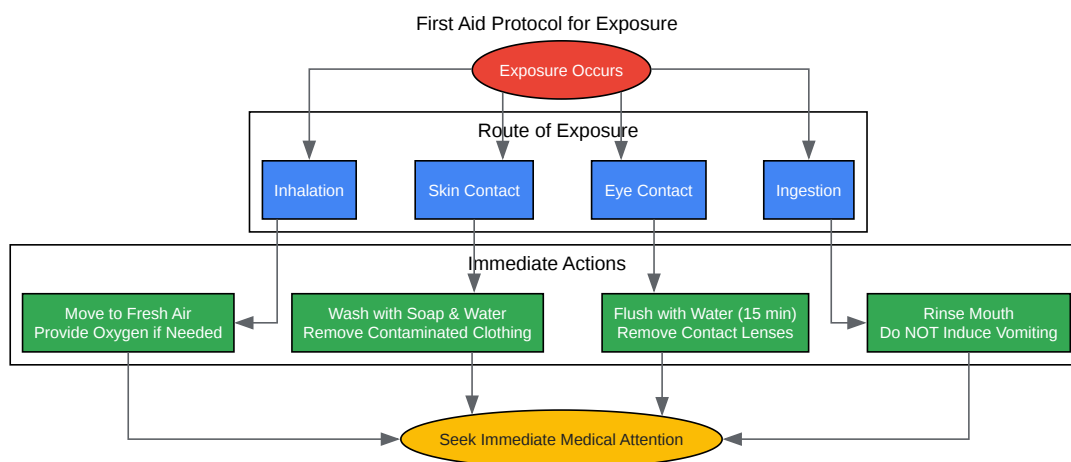 First Aid Protocol for Exposure
Exposure Occurs
Route of Exposure
Inhalation
Skin Contact
Eye Contact
Ingestion
Immediate Actions
Move to Fresh Air
Provide Oxygen if Needed
Wash with Soap & Water
Remove Contaminated Clothing
Flush with Water (15 min)
Remove Contact Lenses
Rinse Mouth
Do NOT Induce Vomiting
Seek Immediate Medical Attention